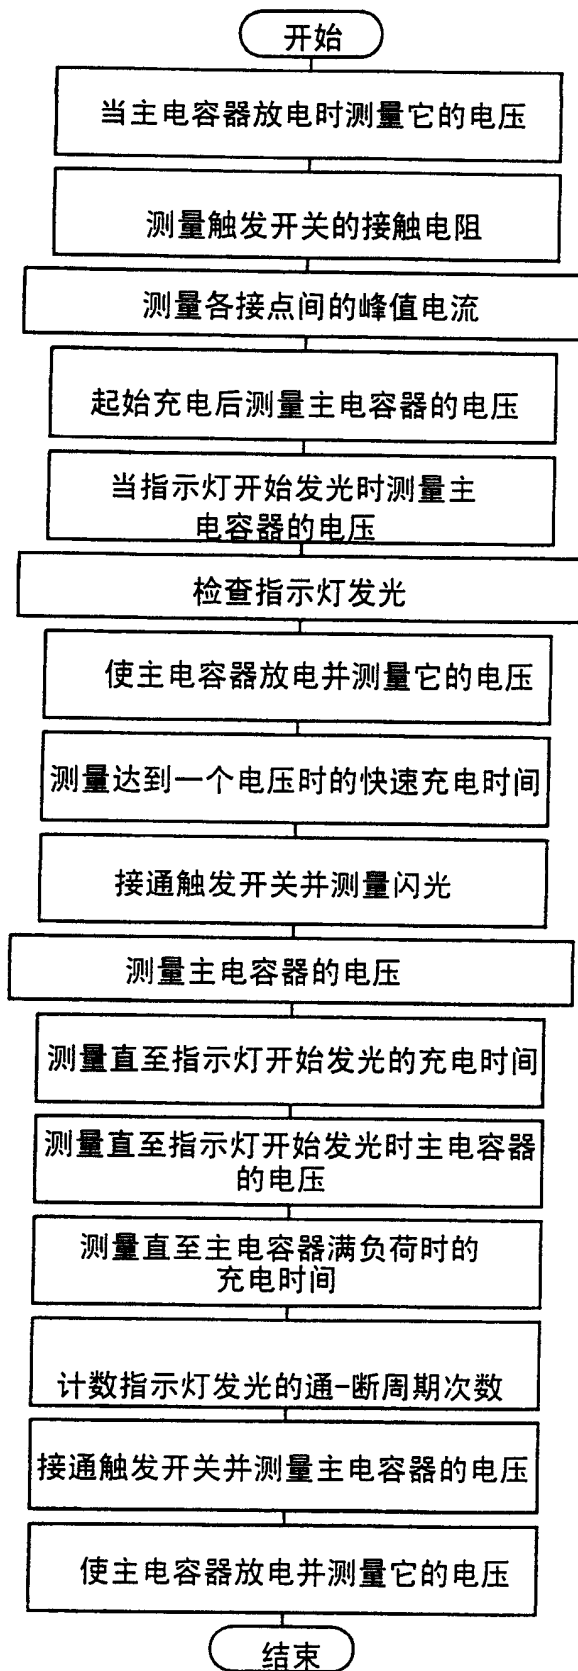 开始
当主电容器放电时测量它的电压
测量触发开关的接触电阻
测量各接点间的峰值电流
起始充电后测量主电容器的电压
当指示灯开始发光时测量主
电容器的电压
检查指示灯发光
使主电容器放电并测量它的电压
测量达到一个电压时的快速充电时间
接通触发开关并测量闪光
测量主电容器的电压
测量直至指示灯开始发光的充电时间
测量直至指示灯开始发光时主电容器
的电压
测量直至主电容器满负荷时的
充电时间
计数指示灯发光的通-断周期次数
接通触发开关并测量主电容器的电压
使主电容器放电并测量它的电压
结束